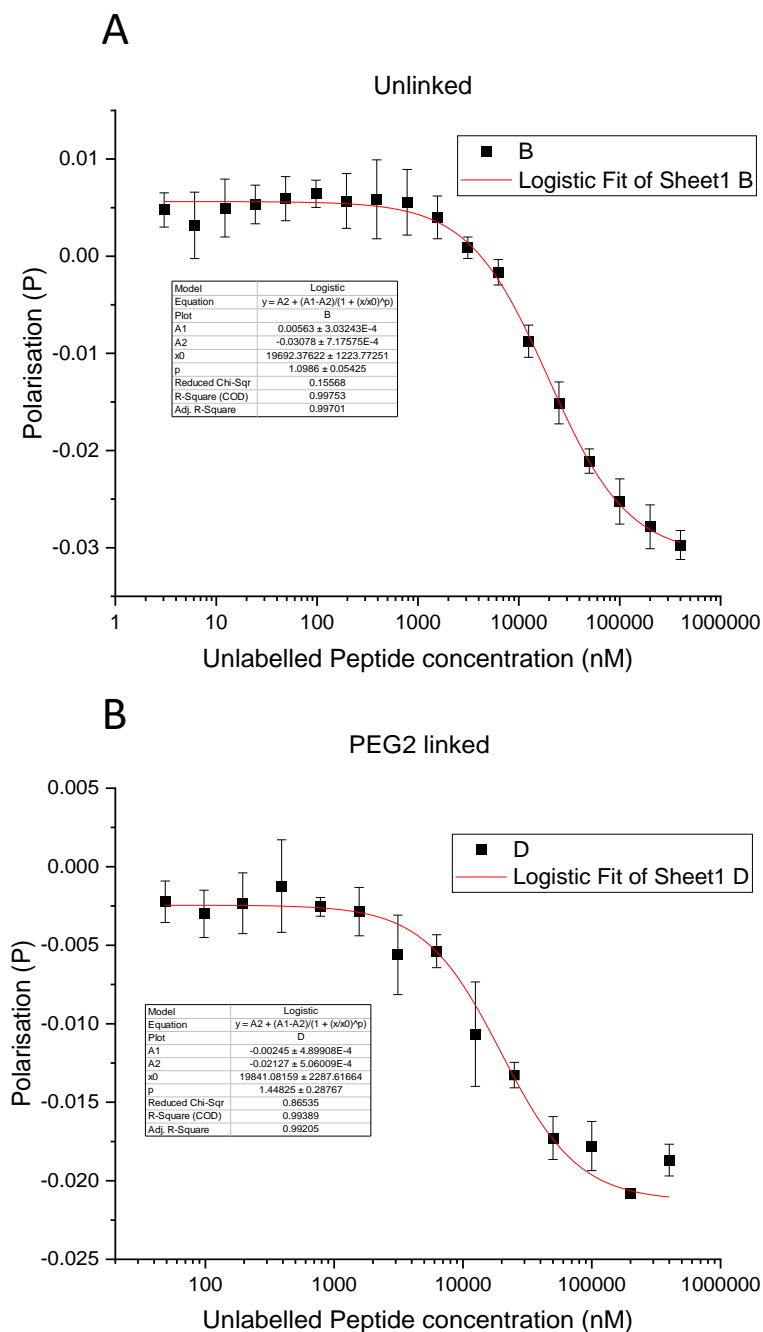 A
Unlinked
0.01
0.00
-0.01
-0.02
-0.03
Polarisation (P)
B
Logistic Fit of Sheet1 B
Model Logistic
Equation y = A2 + (A1-A2)/(1 + (x/x0)^p)
Plot B
A1 0.00563 ± 3.03243E-4
A2 -0.03078 ± 7.17575E-4
x0 19692.37622 ± 1223.77251
p 1.0986 ± 0.05425
Reduced Chi-Sqr 0.15568
R-Square (COD) 0.99753
Adj. R-Square 0.99701
1 10 100 1000 10000 100000 1000000
Unlabelled Peptide concentration (nM)
B
PEG2 linked
0.005
0.000
-0.005
-0.010
-0.015
-0.020
-0.025
Polarisation (P)
D
Logistic Fit of Sheet1 D
Model Logistic
Equation y = A2 + (A1-A2)/(1 + (x/x0)^p)
Plot D
A1 -0.00245 ± 4.89908E-4
A2 -0.02127 ± 5.06009E-4
x0 19841.08159 ± 2287.61664
p 1.44825 ± 0.28767
Reduced Chi-Sqr 0.86535
R-Square (COD) 0.99389
Adj. R-Square 0.99205
100 1000 10000 100000 1000000
Unlabelled Peptide concentration (nM)